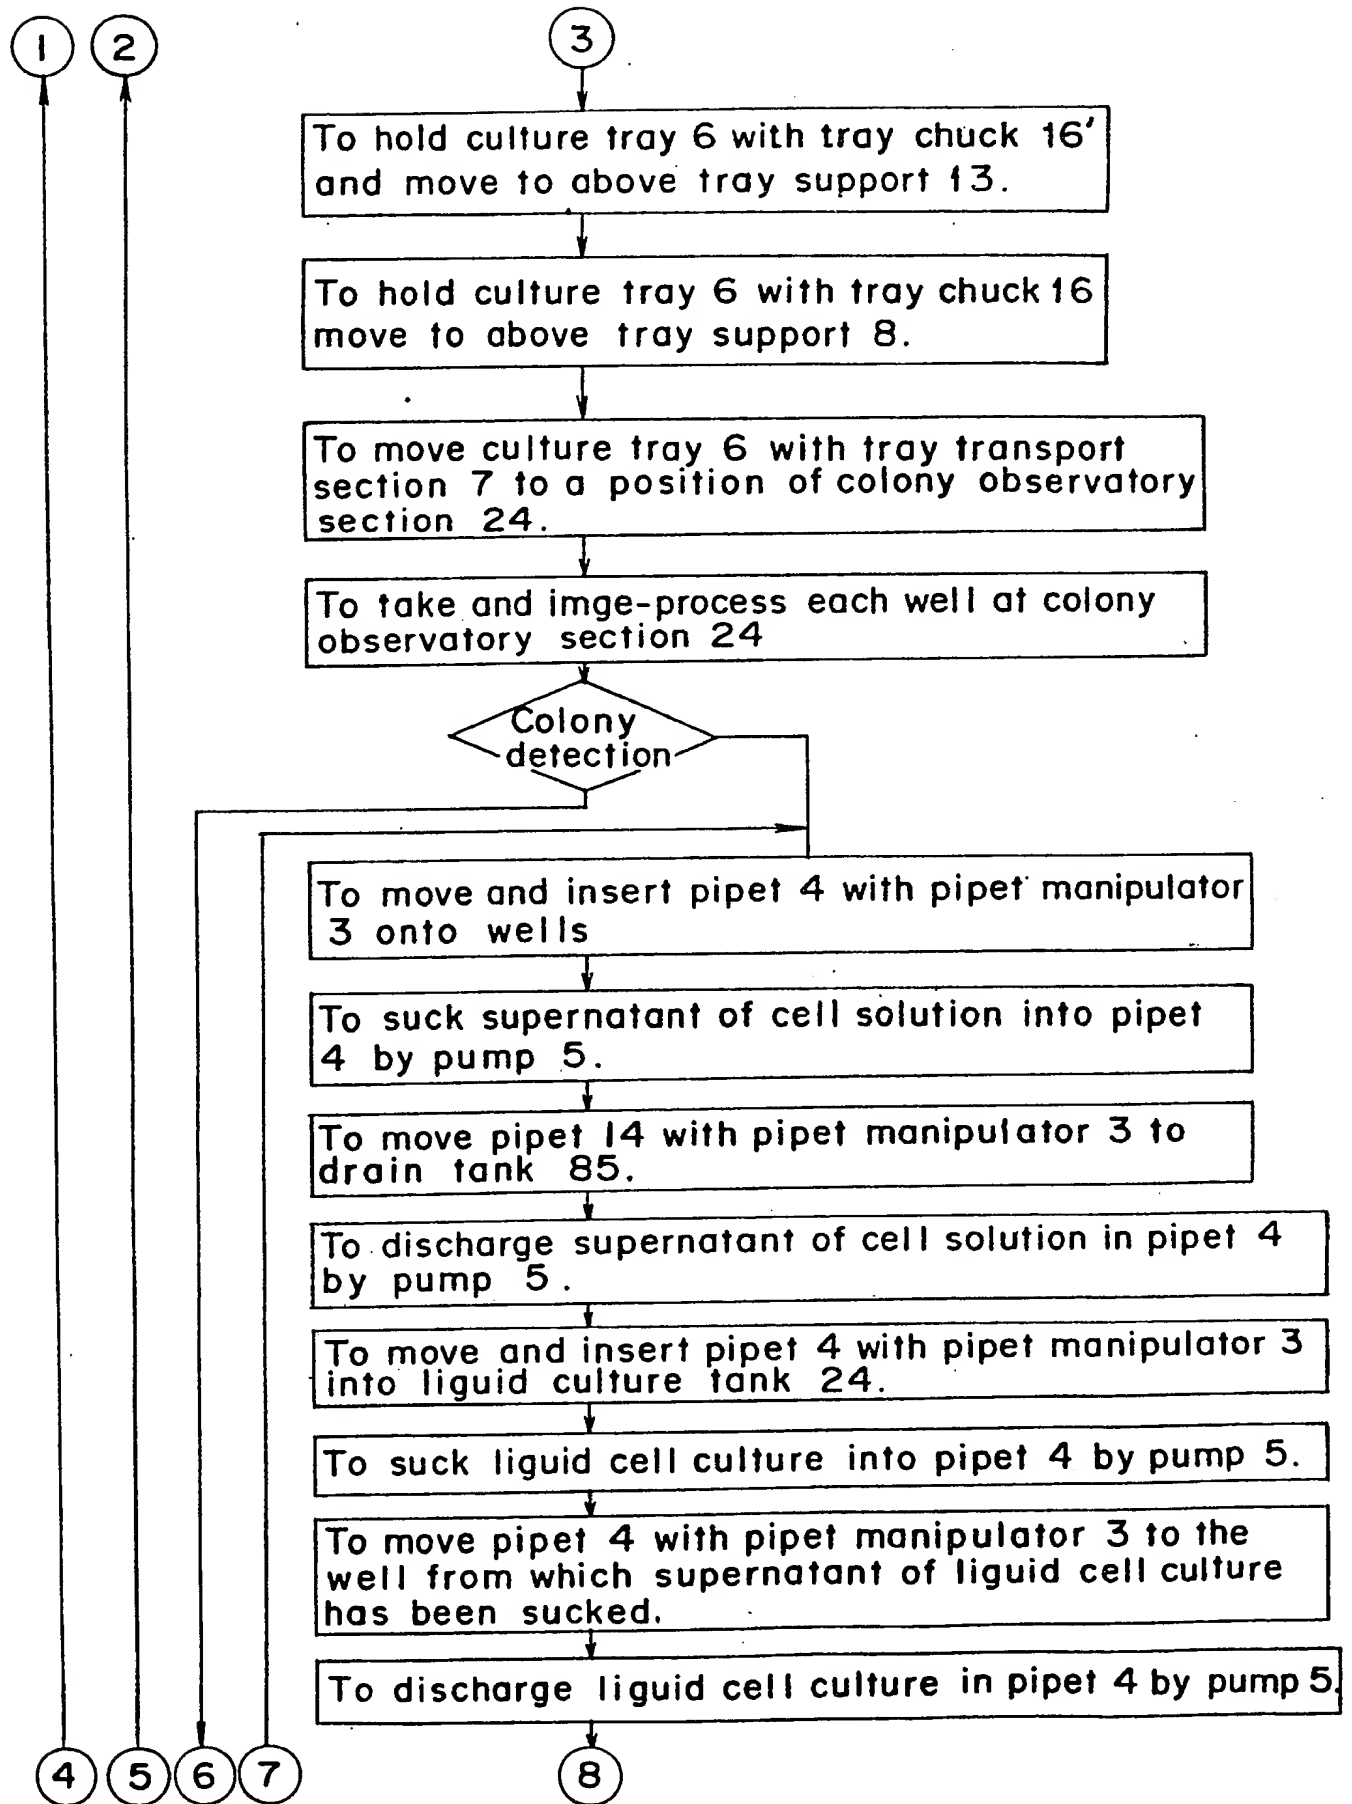 1 2 3
To hold culture tray 6 with tray chuck 16'
and move to above tray support 13.
To hold culture tray 6 with tray chuck 16
move to above tray support 8.
To move culture tray 6 with tray transport
section 7 to a position of colony observatory
section 24.
To take and imge-process each well at colony
observatory section 24
Colony
detection
To move and insert pipet 4 with pipet manipulator
3 onto wells
To suck supernatant of cell solution into pipet
4 by pump 5.
To move pipet 14 with pipet manipulator 3 to
drain tank 85.
To discharge supernatant of cell solution in pipet 4
by pump 5.
To move and insert pipet 4 with pipet manipulator 3
into liguid culture tank 24.
To suck liguid cell culture into pipet 4 by pump 5.
To move pipet 4 with pipet manipulator 3 to the
well from which supernatant of liguid cell culture
has been sucked.
To discharge liguid cell culture in pipet 4 by pump 5.
4 5 6 7 8